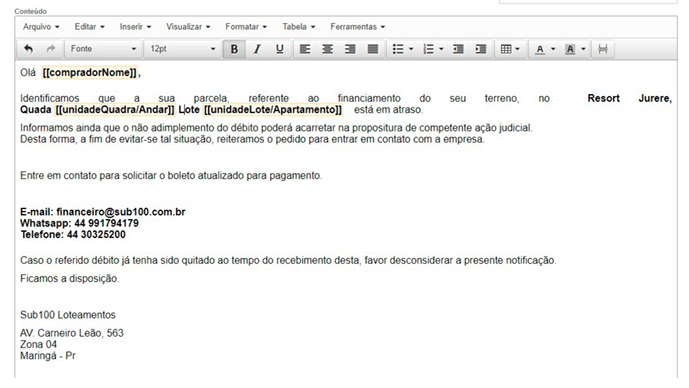 Conteúdo
Arquivo Editar Inserir Visualizar Formatar Tabela Ferramentas
Fonte 12pt B I U A A
Olá [[compradorNome]],
Identificamos que a sua parcela, referente ao financiamento do seu terreno, no Resort Jurere,
Quada [[unidadeQuadra/Andar]] Lote [[unidadeLote/Apartamento]] está em atraso.
Informamos ainda que o não adimplemento do débito poderá acarretar na propositura de competente ação judicial.
Desta forma, a fim de evitar-se tal situação, reiteramos o pedido para entrar em contato com a empresa.
Entre em contato para solicitar o boleto atualizado para pagamento.
E-mail: financeiro@sub100.com.br
Whatsapp: 44 991794179
Telefone: 44 30325200
Caso o referido débito já tenha sido quitado ao tempo do recebimento desta, favor desconsiderar a presente notificação.
Ficamos a disposição.
Sub100 Loteamentos
AV. Carneiro Leão, 563
Zona 04
Maringá - Pr